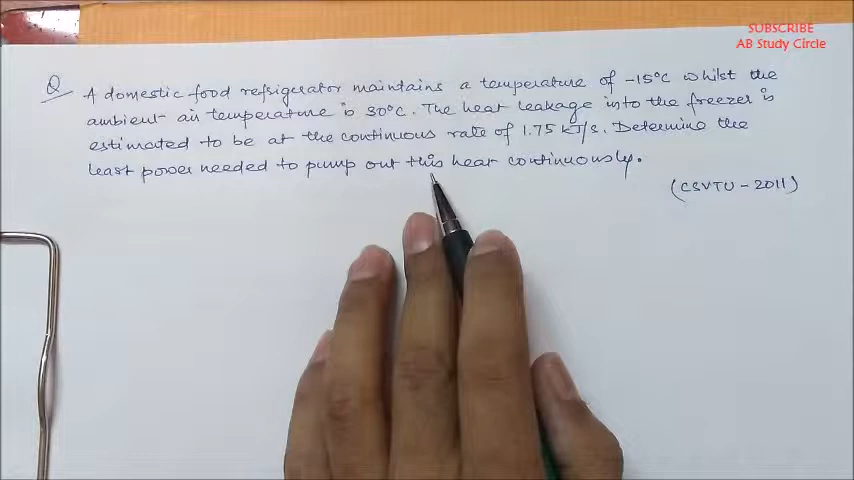 SUBSCRIBE
AB Study Circle
Q A domestic food refrigerator maintains a temperature of -15°C whilst the
ambient air temperature is 30°C. The heat leakage into the freezer is
estimated to be at the continuous rate of 1.75 kJ/s. Determine the
least power needed to pump out this heat continuously.
(CSVTU - 2011)